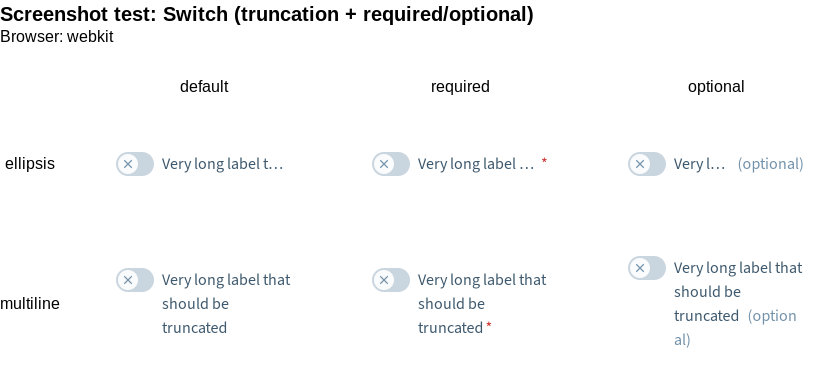 Screenshot test: Switch (truncation + required/optional)
Browser: webkit
default required optional
ellipsis Very long label t… Very long label … * Very l… (optional)
multiline
Very long label that
should be
truncated
Very long label that
should be
truncated *
Very long label that
should be
truncated (option
al)